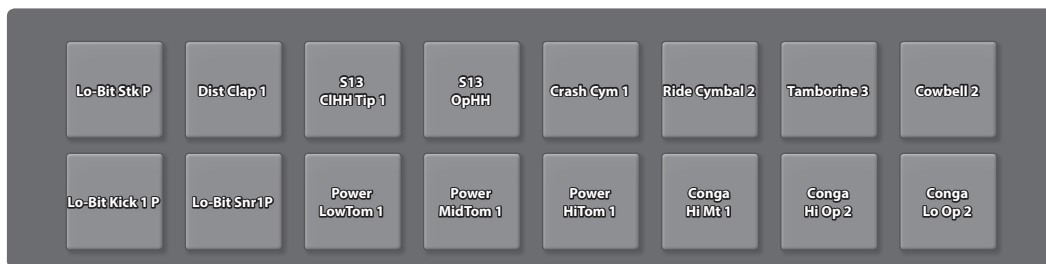 Lo-Bit Stk P
Dist Clap 1
S13
ClHH Tip 1
S13
OpHH
Crash Cym 1
Ride Cymbal 2
Tamborine 3
Cowbell 2
Lo-Bit Kick 1 P
Lo-Bit Snr1P
Power
LowTom 1
Power
MidTom 1
Power
HiTom 1
Conga
Hi Mt 1
Conga
Hi Op 2
Conga
Lo Op 2